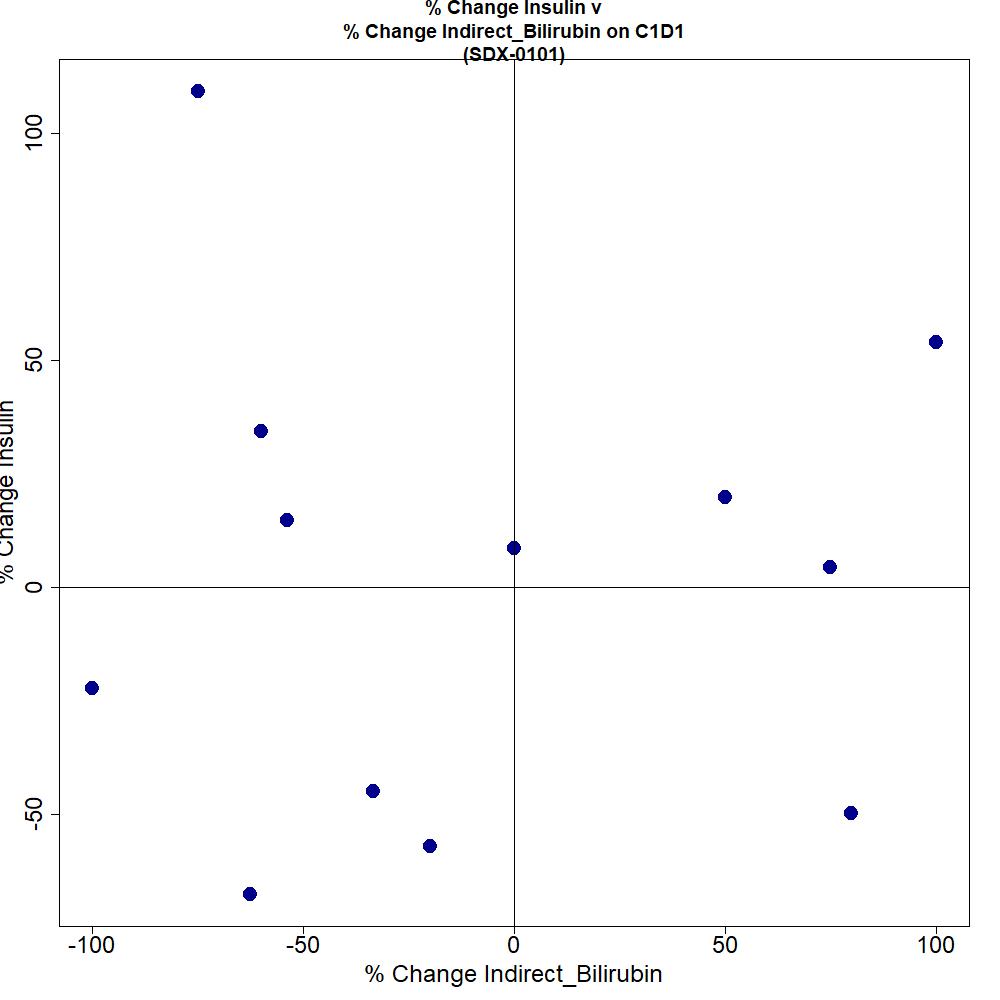 % Change Insulin v
% Change Indirect_Bilirubin on C1D1
(SDX-0101)
% Change Insulin
100
50
0
-50
-100
-50
0
50
100
% Change Indirect_Bilirubin